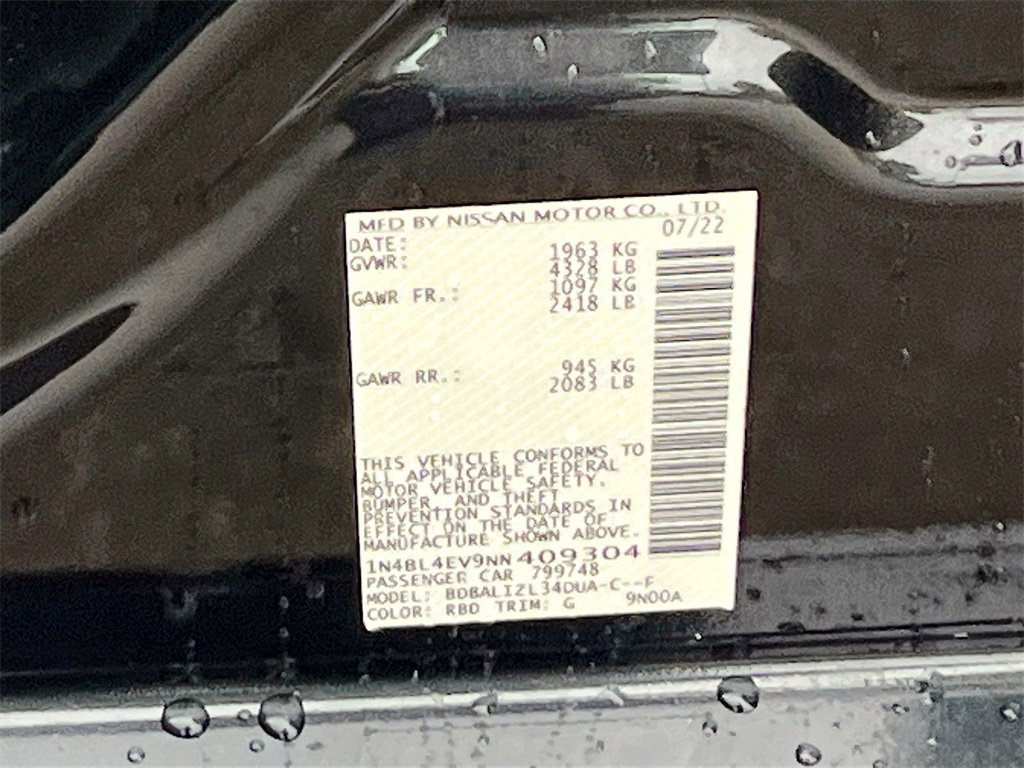 MFD BY NISSAN MOTOR CO., LTD.
DATE: 07/22
GVWR: 1963 KG
4328 LB
GAWR FR.: 1097 KG
2418 LB
GAWR RR.: 945 KG
2083 LB
THIS VEHICLE CONFORMS TO
ALL APPLICABLE FEDERAL
MOTOR VEHICLE SAFETY,
BUMPER, AND THEFT
PREVENTION STANDARDS IN
EFFECT ON THE DATE OF
MANUFACTURE SHOWN ABOVE.
1N4BL4EV9NN409304
PASSENGER CAR 799748
MODEL: BDBALIZL34DUA-C--F
COLOR: RBD TRIM: G 9N00A